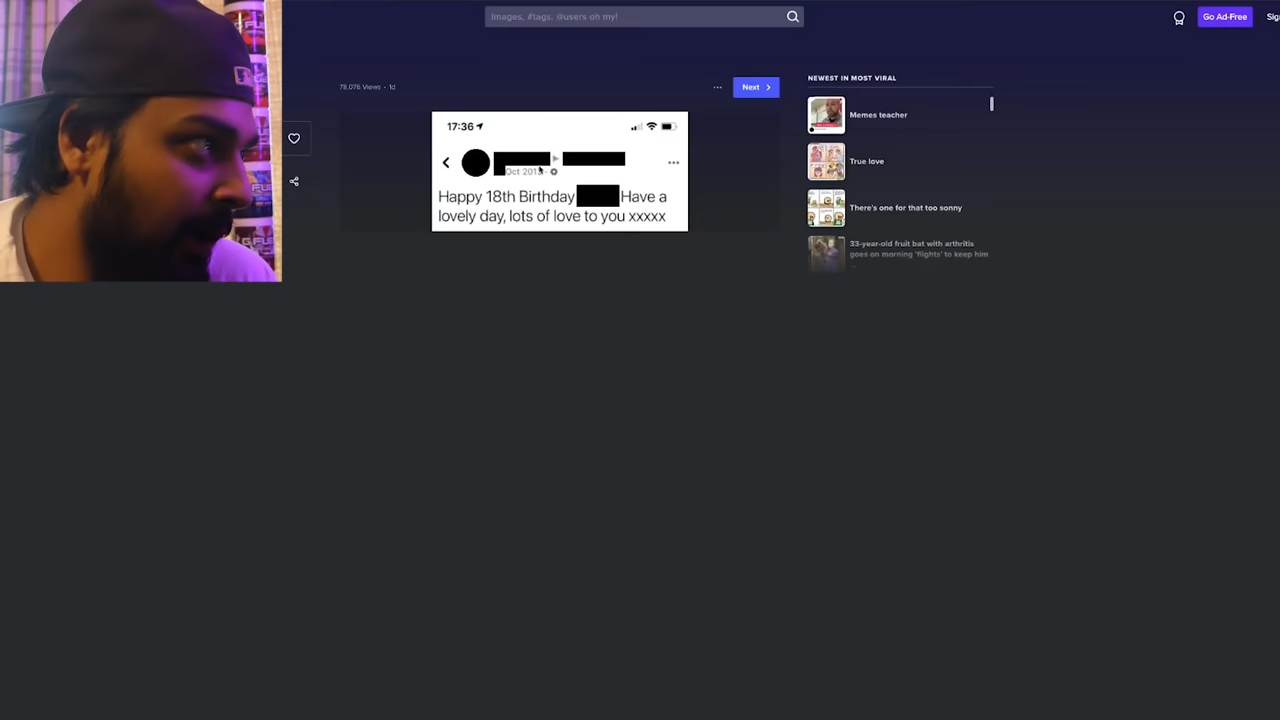 Images, #tags, @users oh my!
Go Ad-Free
Sig
78,076 Views · 1d
Next
NEWEST IN MOST VIRAL
Memes teacher
True love
There's one for that too sonny
33-year-old fruit bat with arthritis
goes on morning 'flights' to keep him
17:36
Oct 2013
Happy 18th Birthday Have a
lovely day, lots of love to you xxxxx
G FUEL